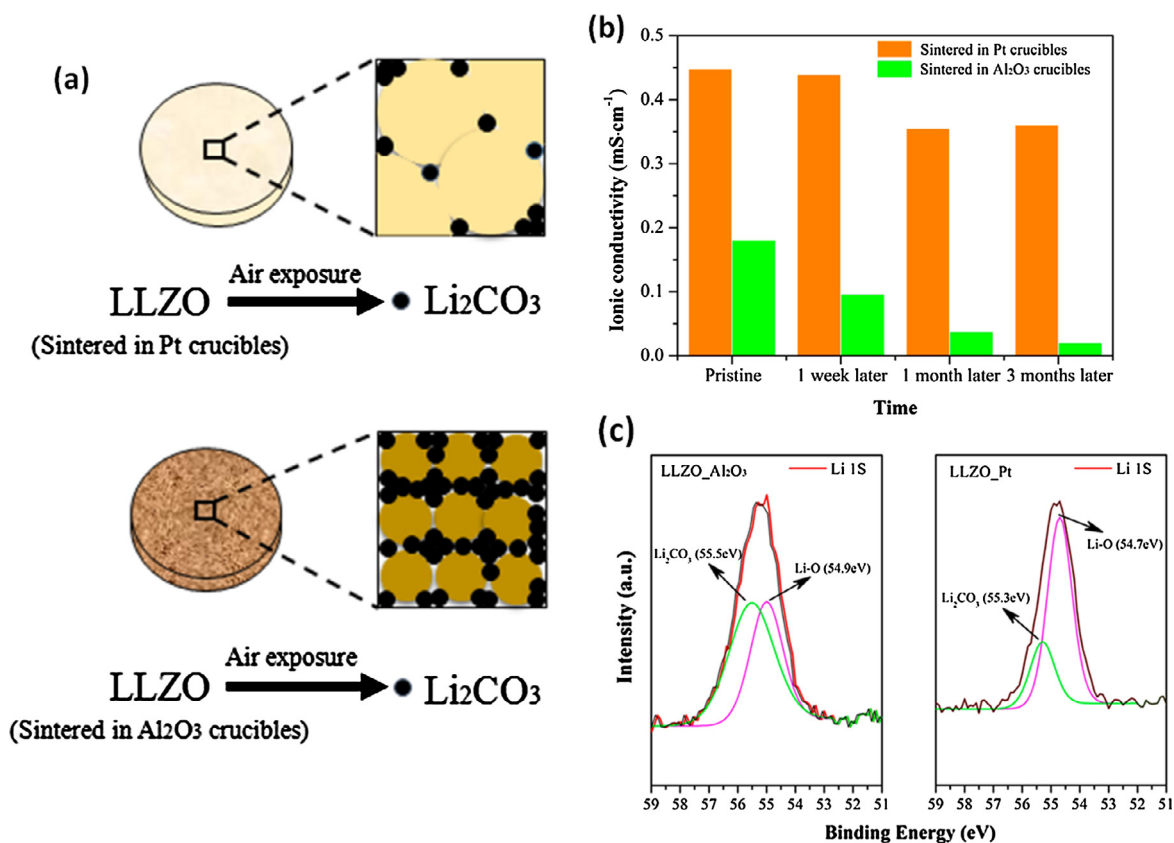 (a)
LLZO
Air exposure
Li₂CO₃
(Sintered in Pt crucibles)
LLZO
Air exposure
Li₂CO₃
(Sintered in Al₂O₃ crucibles)
(b)
Sintered in Pt crucibles
Sintered in Al₂O₃ crucibles
Ionic conductivity (mS·cm⁻¹)
0.5
0.4
0.3
0.2
0.1
0.0
Pristine 1 week later 1 month later 3 months later
Time
(c)
Intensity (a.u.)
LLZO_Al₂O₃
Li 1S
Li₂CO₃ (55.5eV)
Li-O (54.9eV)
59 58 57 56 55 54 53 52 51
LLZO_Pt
Li 1S
Li-O (54.7eV)
Li₂CO₃ (55.3eV)
59 58 57 56 55 54 53 52 51
Binding Energy (eV)